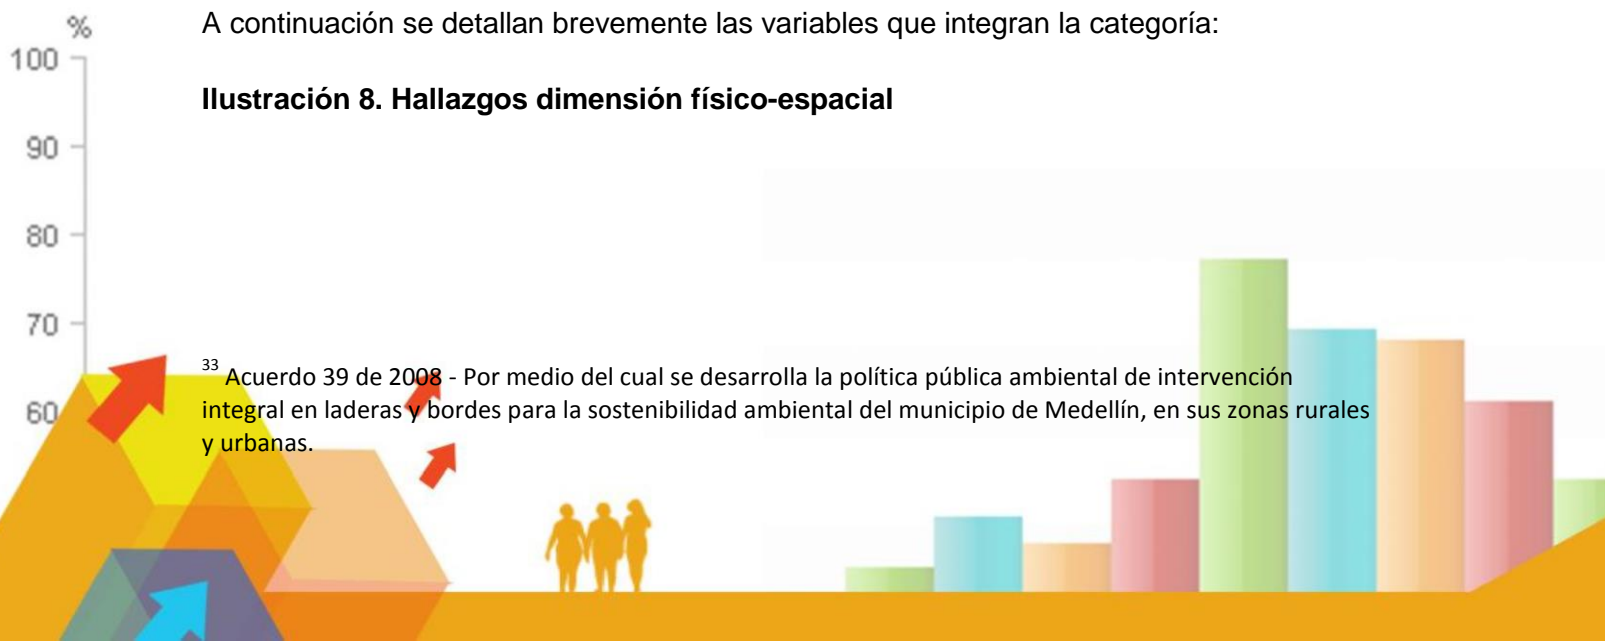 %
100
90
80
70
60
A continuación se detallan brevemente las variables que integran la categoría:
Ilustración 8. Hallazgos dimensión físico-espacial
33 Acuerdo 39 de 2008 - Por medio del cual se desarrolla la política pública ambiental de intervención
integral en laderas y bordes para la sostenibilidad ambiental del municipio de Medellín, en sus zonas rurales
y urbanas.